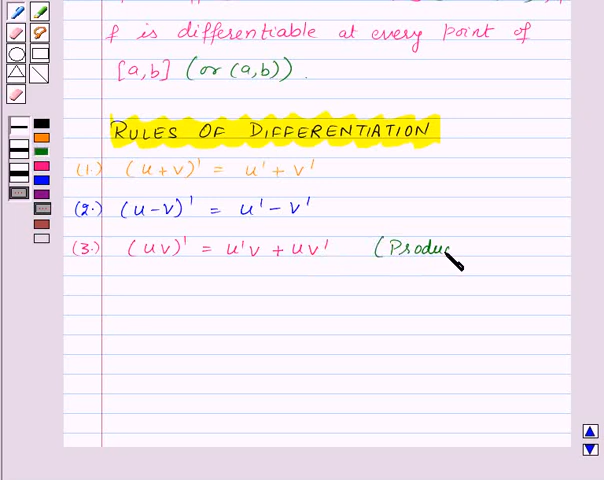 f is differentiable at every point of
[a,b] (or (a,b)).
RULES OF DIFFERENTIATION
(1.) (u+v)' = u' + v'
(2.) (u-v)' = u' - v'
(3.) (uv)' = u'v + uv' (Produc